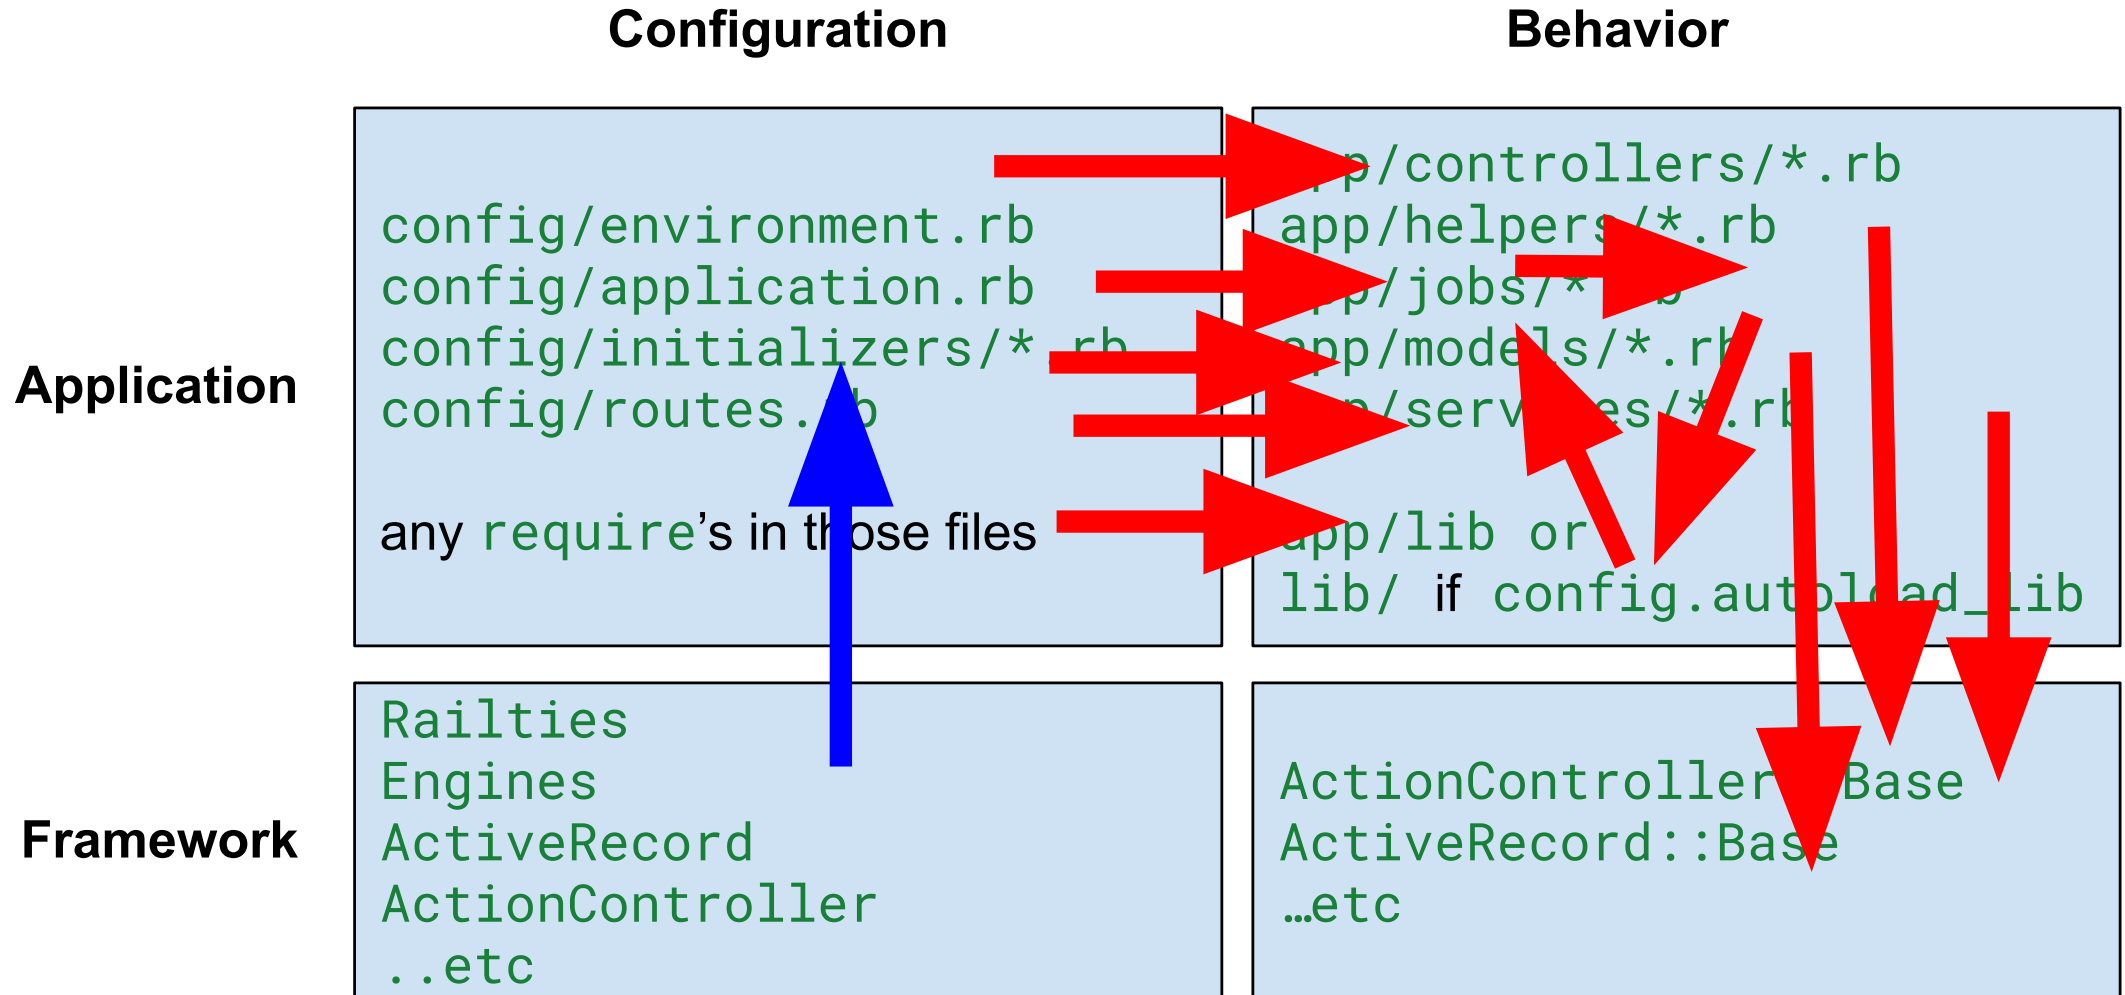 Configuration
Behavior
Application
config/environment.rb
config/application.rb
config/initializers/*.rb
config/routes.rb
any require's in those files
app/controllers/*.rb
app/helpers/*.rb
app/jobs/*.rb
app/models/*.rb
app/services/*.rb
app/lib or
lib/ if config.autoload_lib
Framework
Railties
Engines
ActiveRecord
ActionController
..etc
ActionController::Base
ActiveRecord::Base
…etc